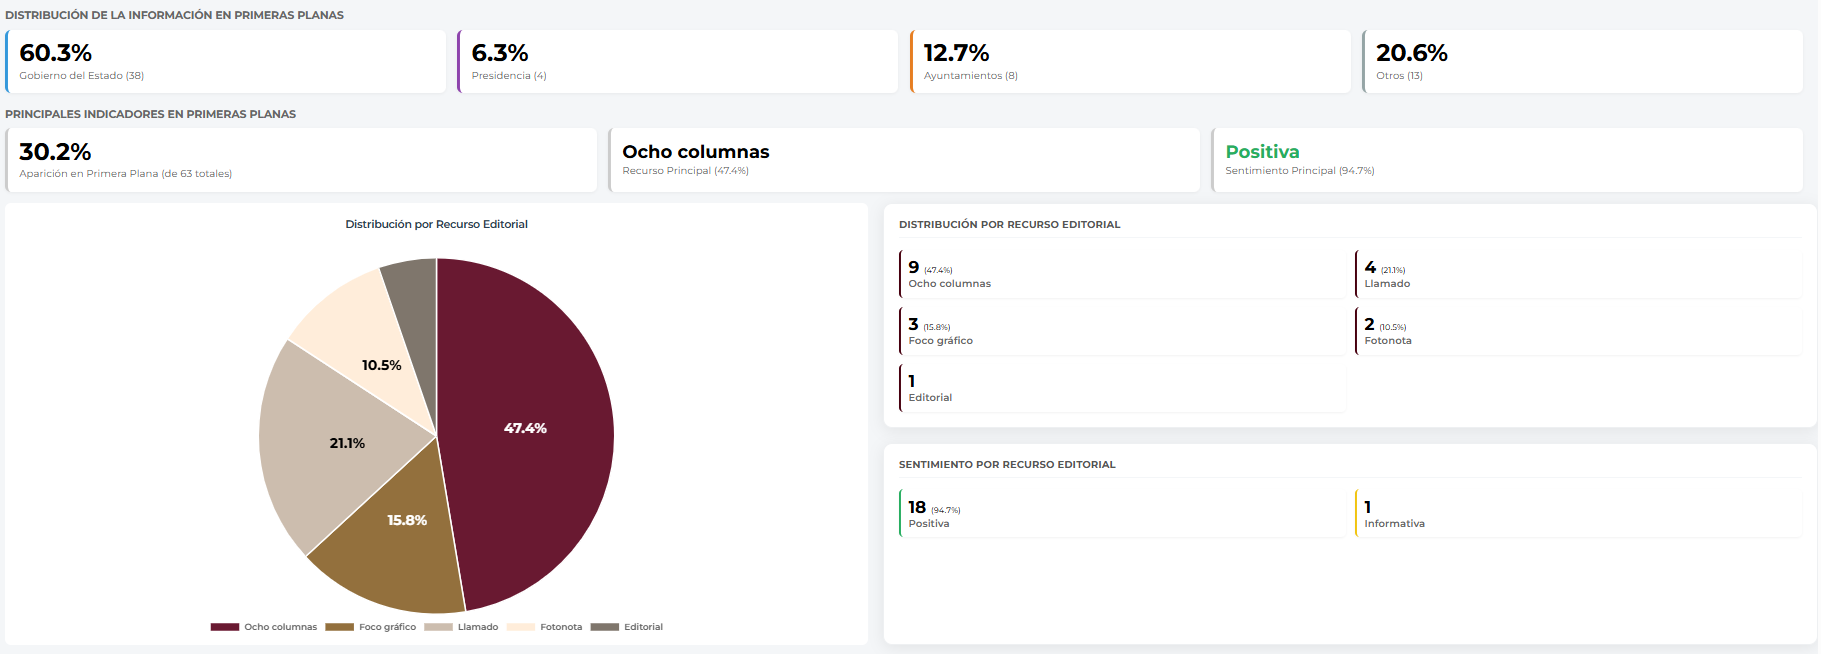 DISTRIBUCIÓN DE LA INFORMACIÓN EN PRIMERAS PLANAS
60.3%
Gobierno del Estado (38)
6.3%
Presidencia (4)
12.7%
Ayuntamientos (8)
20.6%
Otros (13)
PRINCIPALES INDICADORES EN PRIMERAS PLANAS
30.2%
Aparición en Primera Plana (de 63 totales)
Ocho columnas
Recurso Principal (47.4%)
Positiva
Sentimiento Principal (94.7%)
Distribución por Recurso Editorial
10.5%
47.4%
21.1%
15.8%
Ocho columnas
Foco gráfico
Llamado
Fotonota
Editorial
DISTRIBUCIÓN POR RECURSO EDITORIAL
9 (47.4%)
Ocho columnas
4 (21.1%)
Llamado
3 (15.8%)
Foco gráfico
2 (10.5%)
Fotonota
1
Editorial
SENTIMIENTO POR RECURSO EDITORIAL
18 (94.7%)
Positiva
1
Informativa